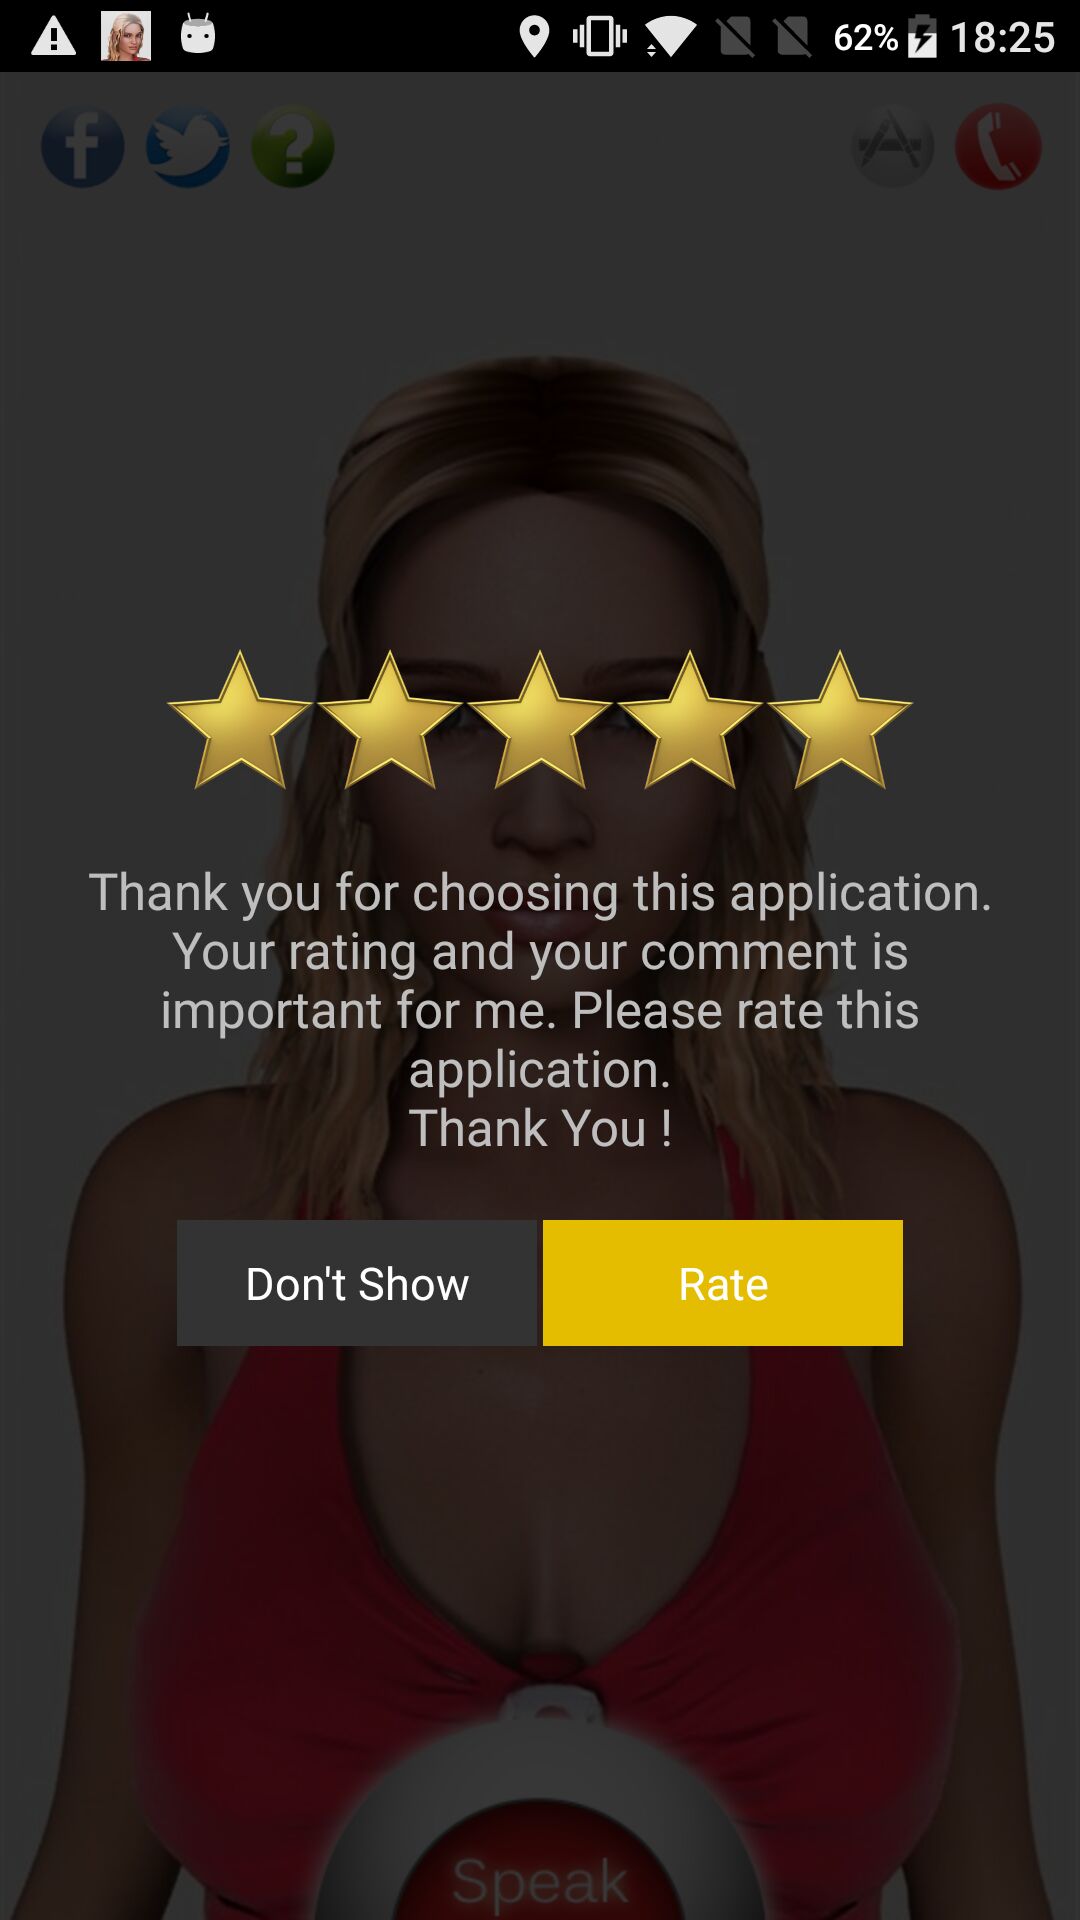 62% 18:25
Thank you for choosing this application.
Your rating and your comment is
important for me. Please rate this
application.
Thank You !
Don't Show
Rate
Speak